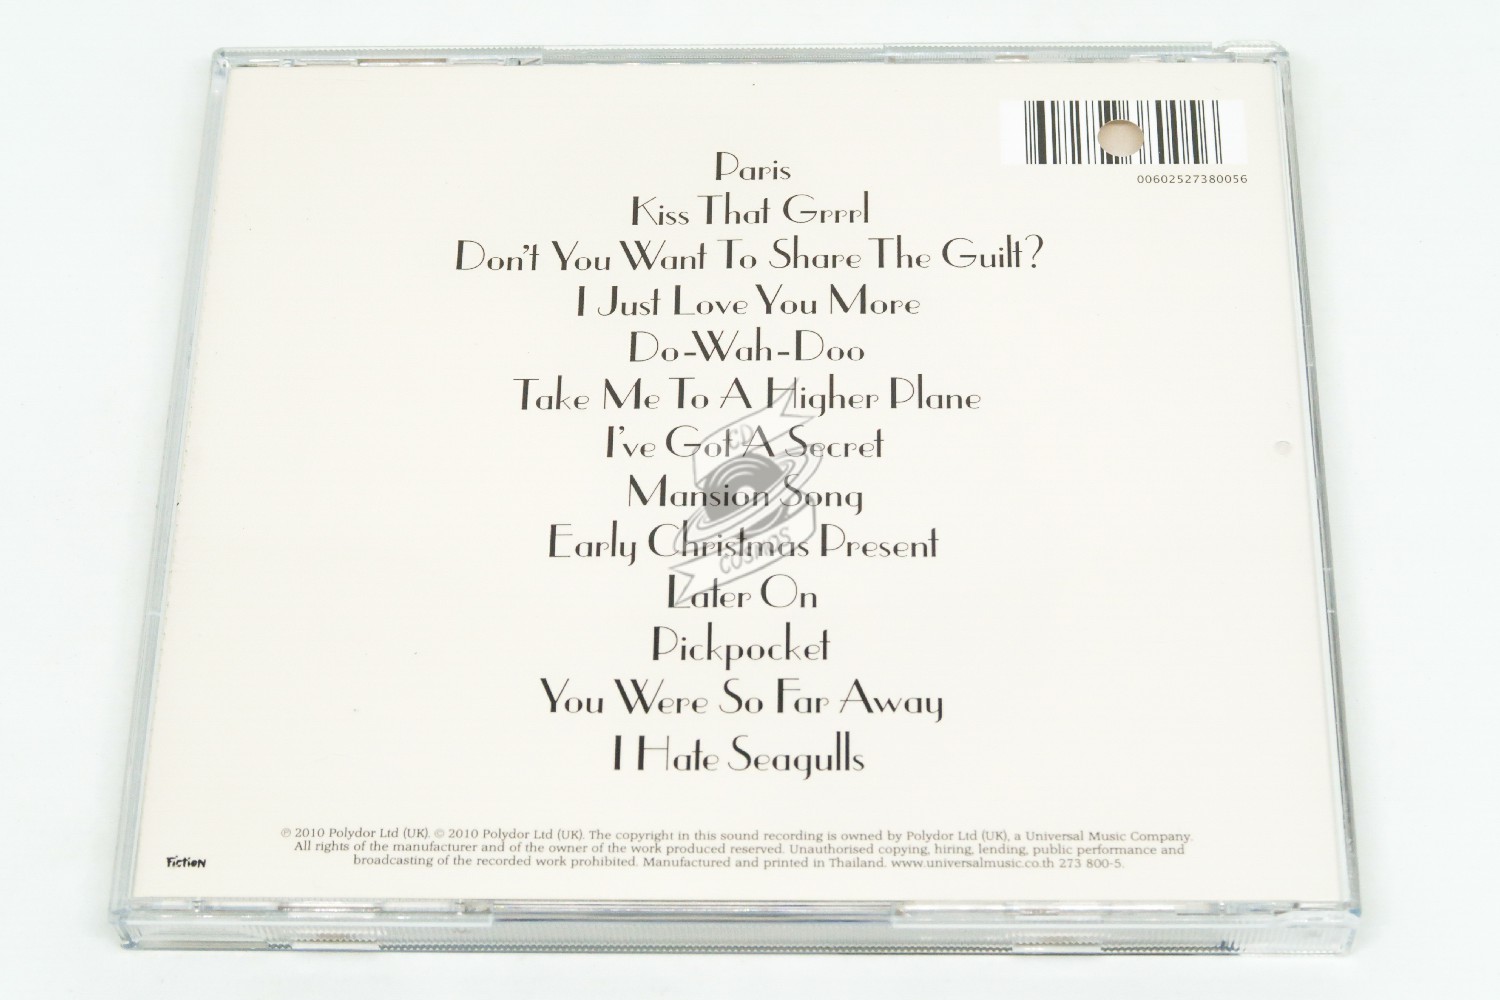 00602527380056
Paris
Kiss That Grrrl
Don't You Want To Share The Guilt?
I Just Love You More
Do-Wah-Doo
Take Me To A Higher Plane
I've Got A Secret
Mansion Song
Early Christmas Present
Later On
Pickpocket
You Were So Far Away
I Hate Seagulls
CD
COSMOS
℗ 2010 Polydor Ltd (UK). © 2010 Polydor Ltd (UK). The copyright in this sound recording is owned by Polydor Ltd (UK), a Universal Music Company.
All rights of the manufacturer and of the owner of the work produced reserved. Unauthorised copying, hiring, lending, public performance and
broadcasting of the recorded work prohibited. Manufactured and printed in Thailand. www.universalmusic.co.th 273 800-5.
Fiction